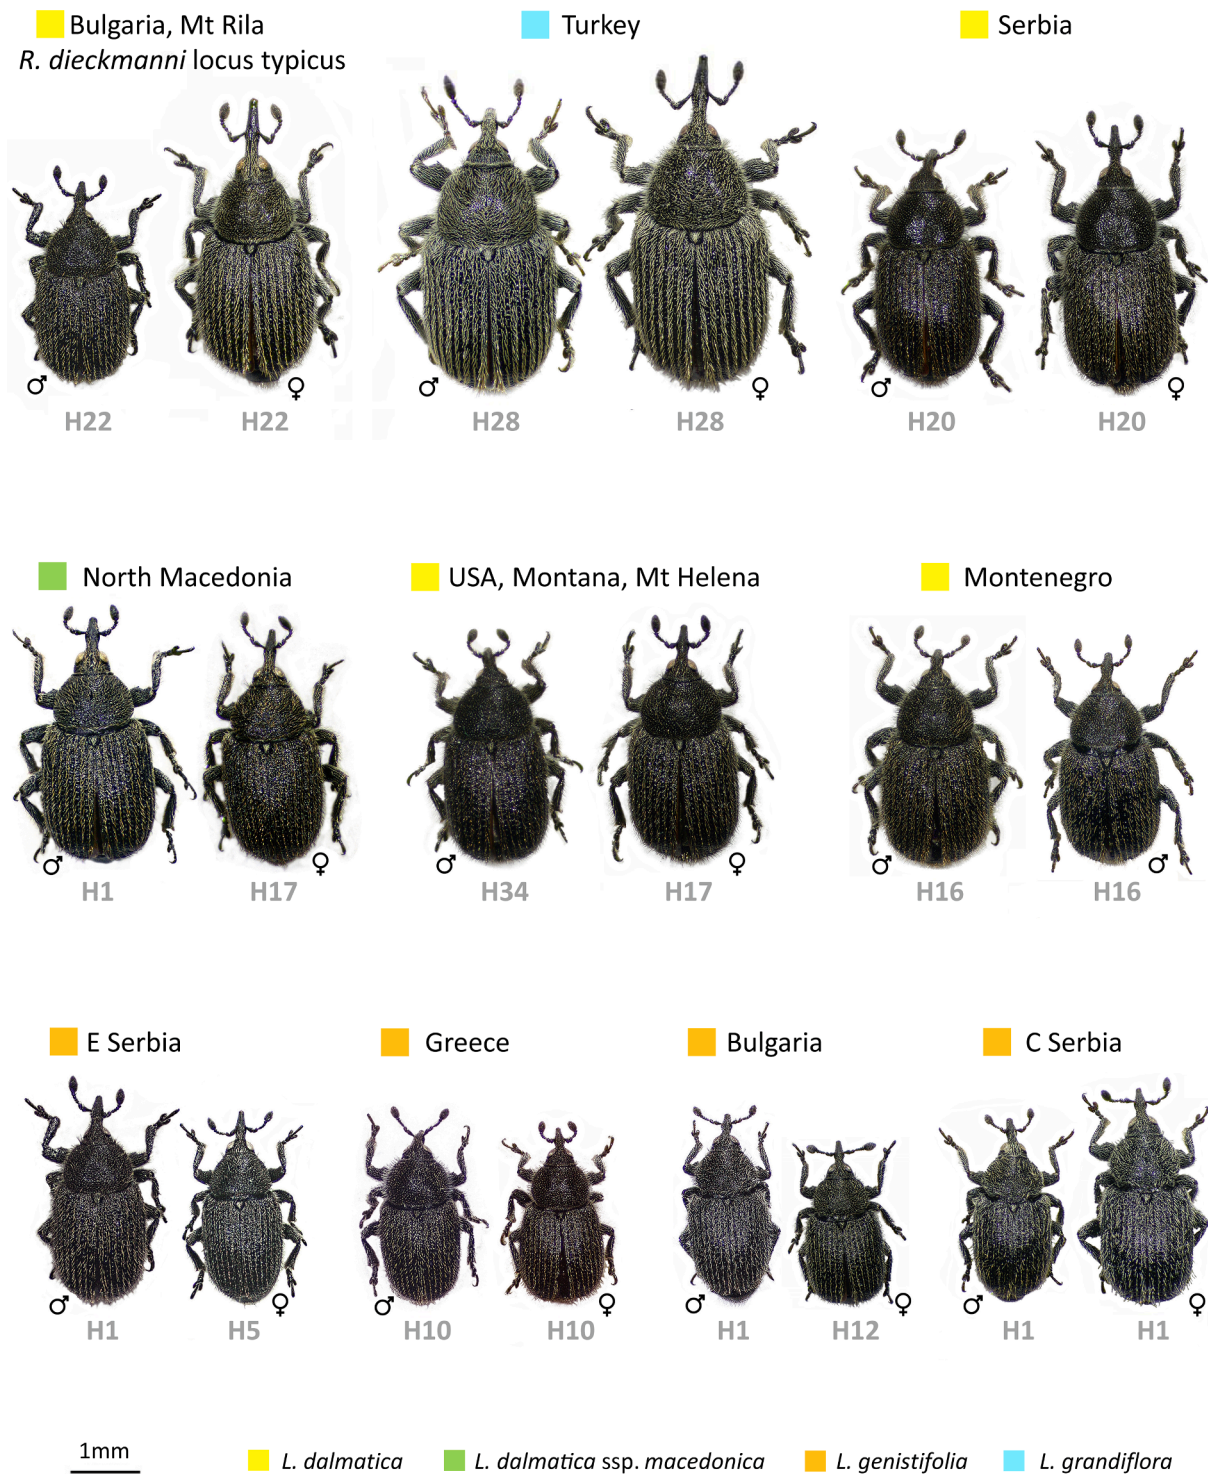 Bulgaria, Mt Rila
R. dieckmanni locus typicus
Turkey
Serbia
♂ ♀ ♂ ♀ ♂ ♀
H22 H22 H28 H28 H20 H20
North Macedonia
USA, Montana, Mt Helena
Montenegro
♂ ♀ ♂ ♀ ♂ ♂
H1 H17 H34 H17 H16 H16
E Serbia
Greece
Bulgaria
C Serbia
♂ ♀ ♂ ♀ ♂ ♀ ♂ ♀
H1 H5 H10 H10 H1 H12 H1 H1
1mm
L. dalmatica
L. dalmatica ssp. macedonica
L. genistifolia
L. grandiflora